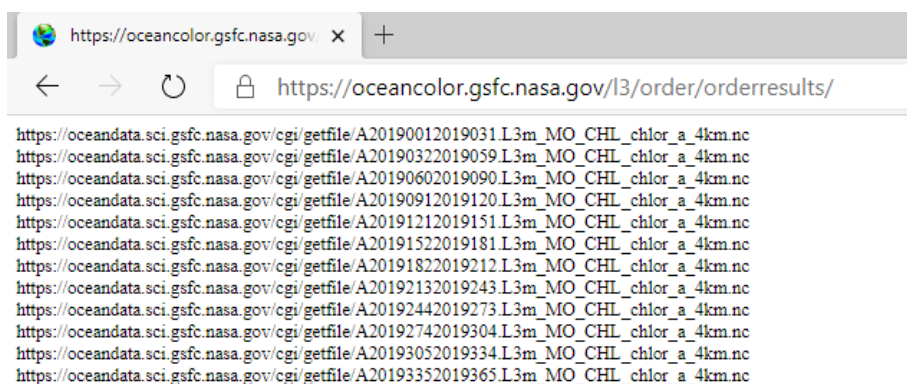 https://oceancolor.gsfc.nasa.gov/
https://oceancolor.gsfc.nasa.gov/l3/order/orderresults/
https://oceandata.sci.gsfc.nasa.gov/cgi/getfile/A20190012019031.L3m_MO_CHL_chlor_a_4km.nc
https://oceandata.sci.gsfc.nasa.gov/cgi/getfile/A20190322019059.L3m_MO_CHL_chlor_a_4km.nc
https://oceandata.sci.gsfc.nasa.gov/cgi/getfile/A20190602019090.L3m_MO_CHL_chlor_a_4km.nc
https://oceandata.sci.gsfc.nasa.gov/cgi/getfile/A20190912019120.L3m_MO_CHL_chlor_a_4km.nc
https://oceandata.sci.gsfc.nasa.gov/cgi/getfile/A20191212019151.L3m_MO_CHL_chlor_a_4km.nc
https://oceandata.sci.gsfc.nasa.gov/cgi/getfile/A20191522019181.L3m_MO_CHL_chlor_a_4km.nc
https://oceandata.sci.gsfc.nasa.gov/cgi/getfile/A20191822019212.L3m_MO_CHL_chlor_a_4km.nc
https://oceandata.sci.gsfc.nasa.gov/cgi/getfile/A20192132019243.L3m_MO_CHL_chlor_a_4km.nc
https://oceandata.sci.gsfc.nasa.gov/cgi/getfile/A20192442019273.L3m_MO_CHL_chlor_a_4km.nc
https://oceandata.sci.gsfc.nasa.gov/cgi/getfile/A20192742019304.L3m_MO_CHL_chlor_a_4km.nc
https://oceandata.sci.gsfc.nasa.gov/cgi/getfile/A20193052019334.L3m_MO_CHL_chlor_a_4km.nc
https://oceandata.sci.gsfc.nasa.gov/cgi/getfile/A20193352019365.L3m_MO_CHL_chlor_a_4km.nc